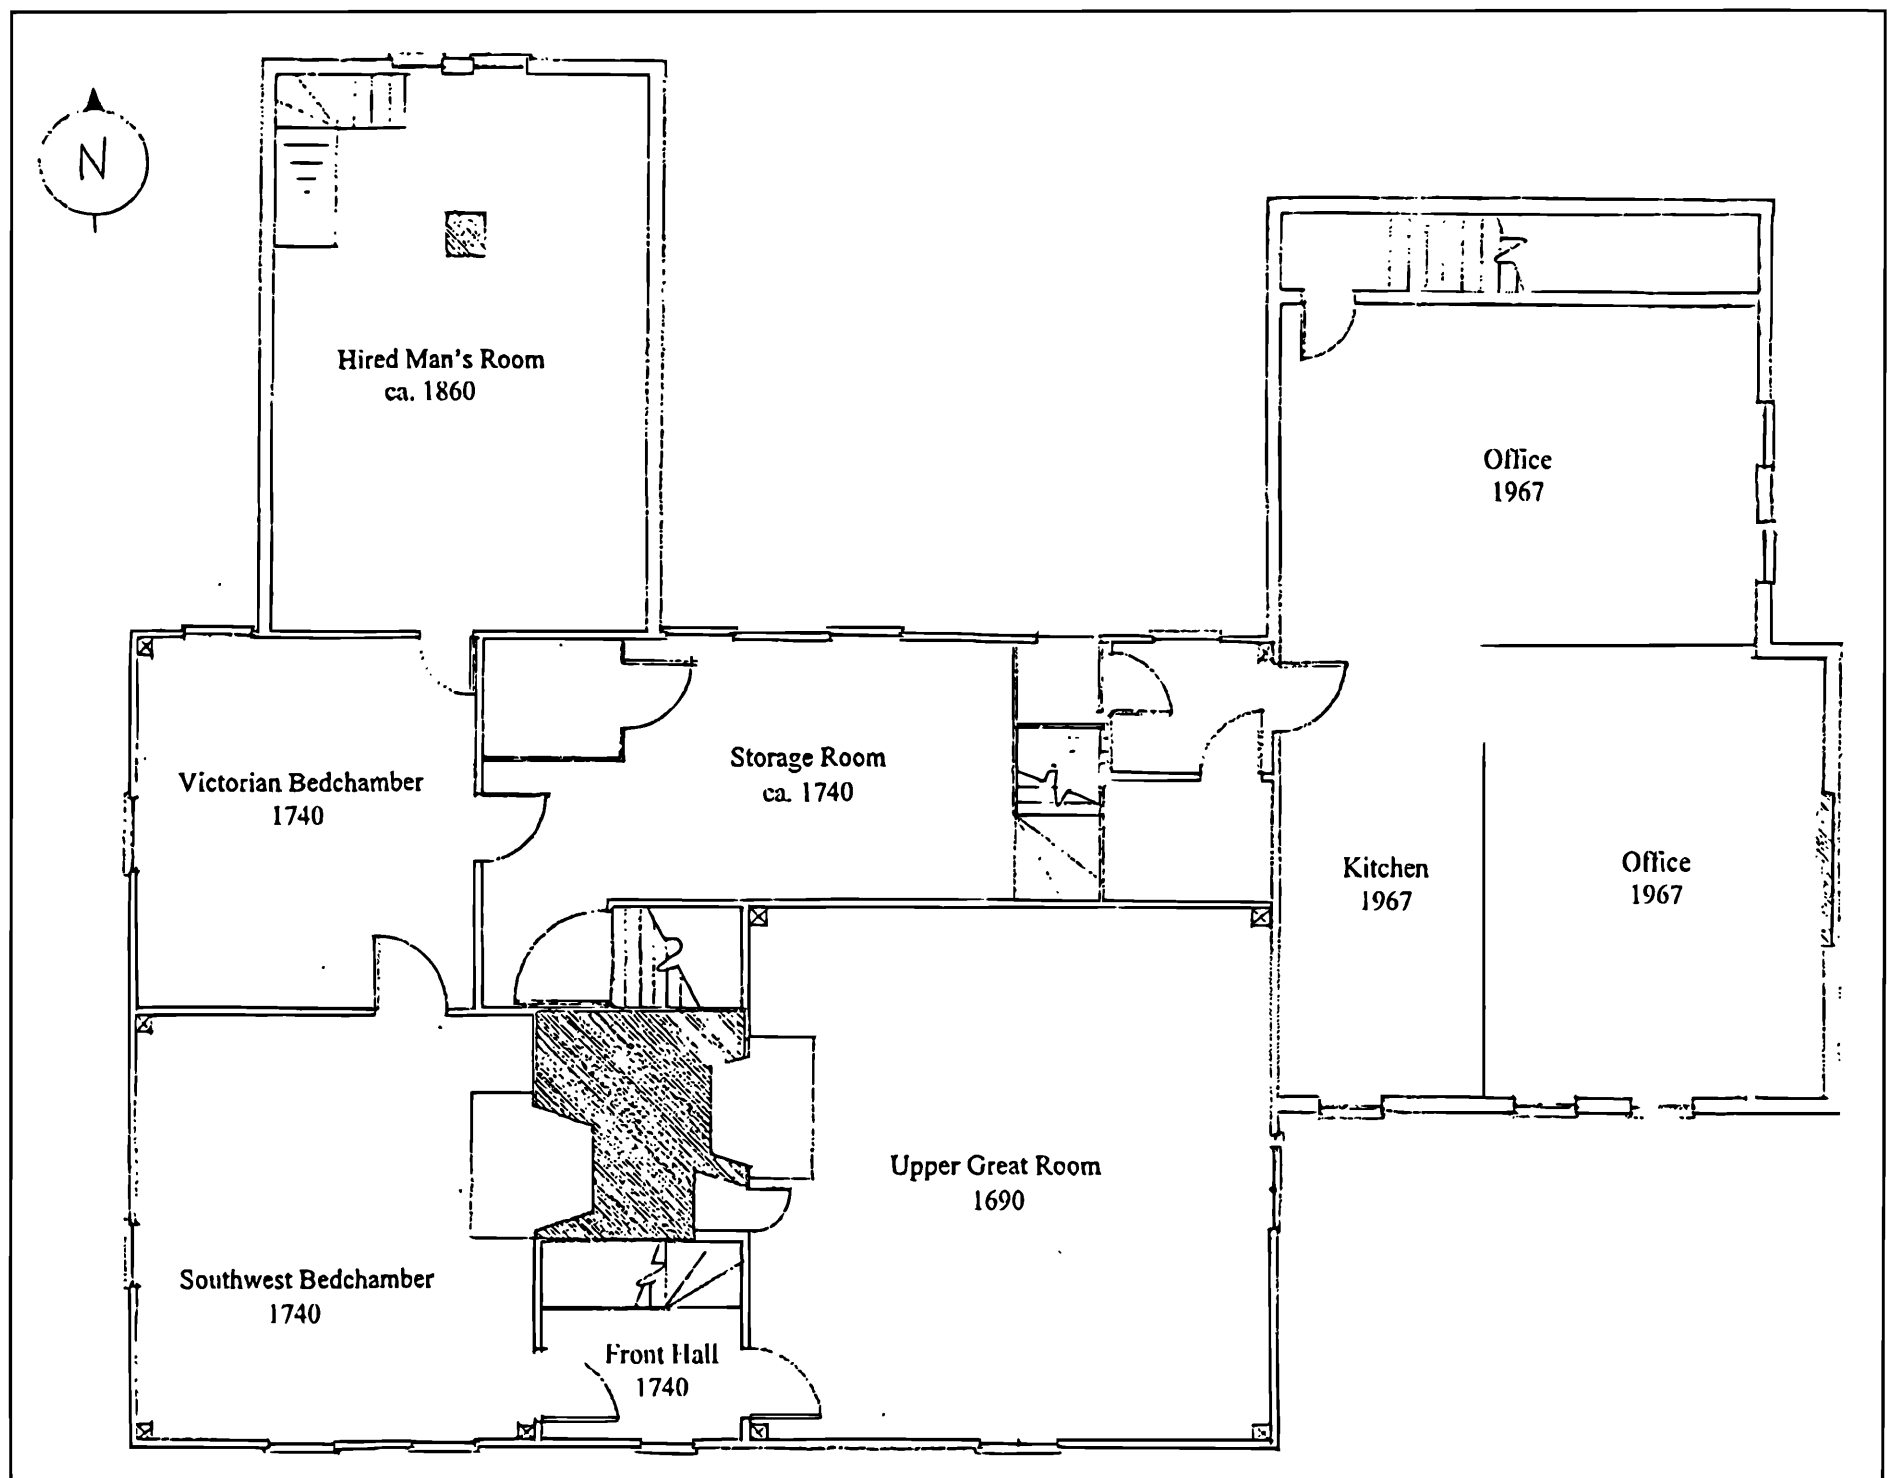 N
Hired Man's Room
ca. 1860
Office
1967
Victorian Bedchamber
1740
Storage Room
ca. 1740
Kitchen
1967
Office
1967
Upper Great Room
1690
Southwest Bedchamber
1740
Front Hall
1740